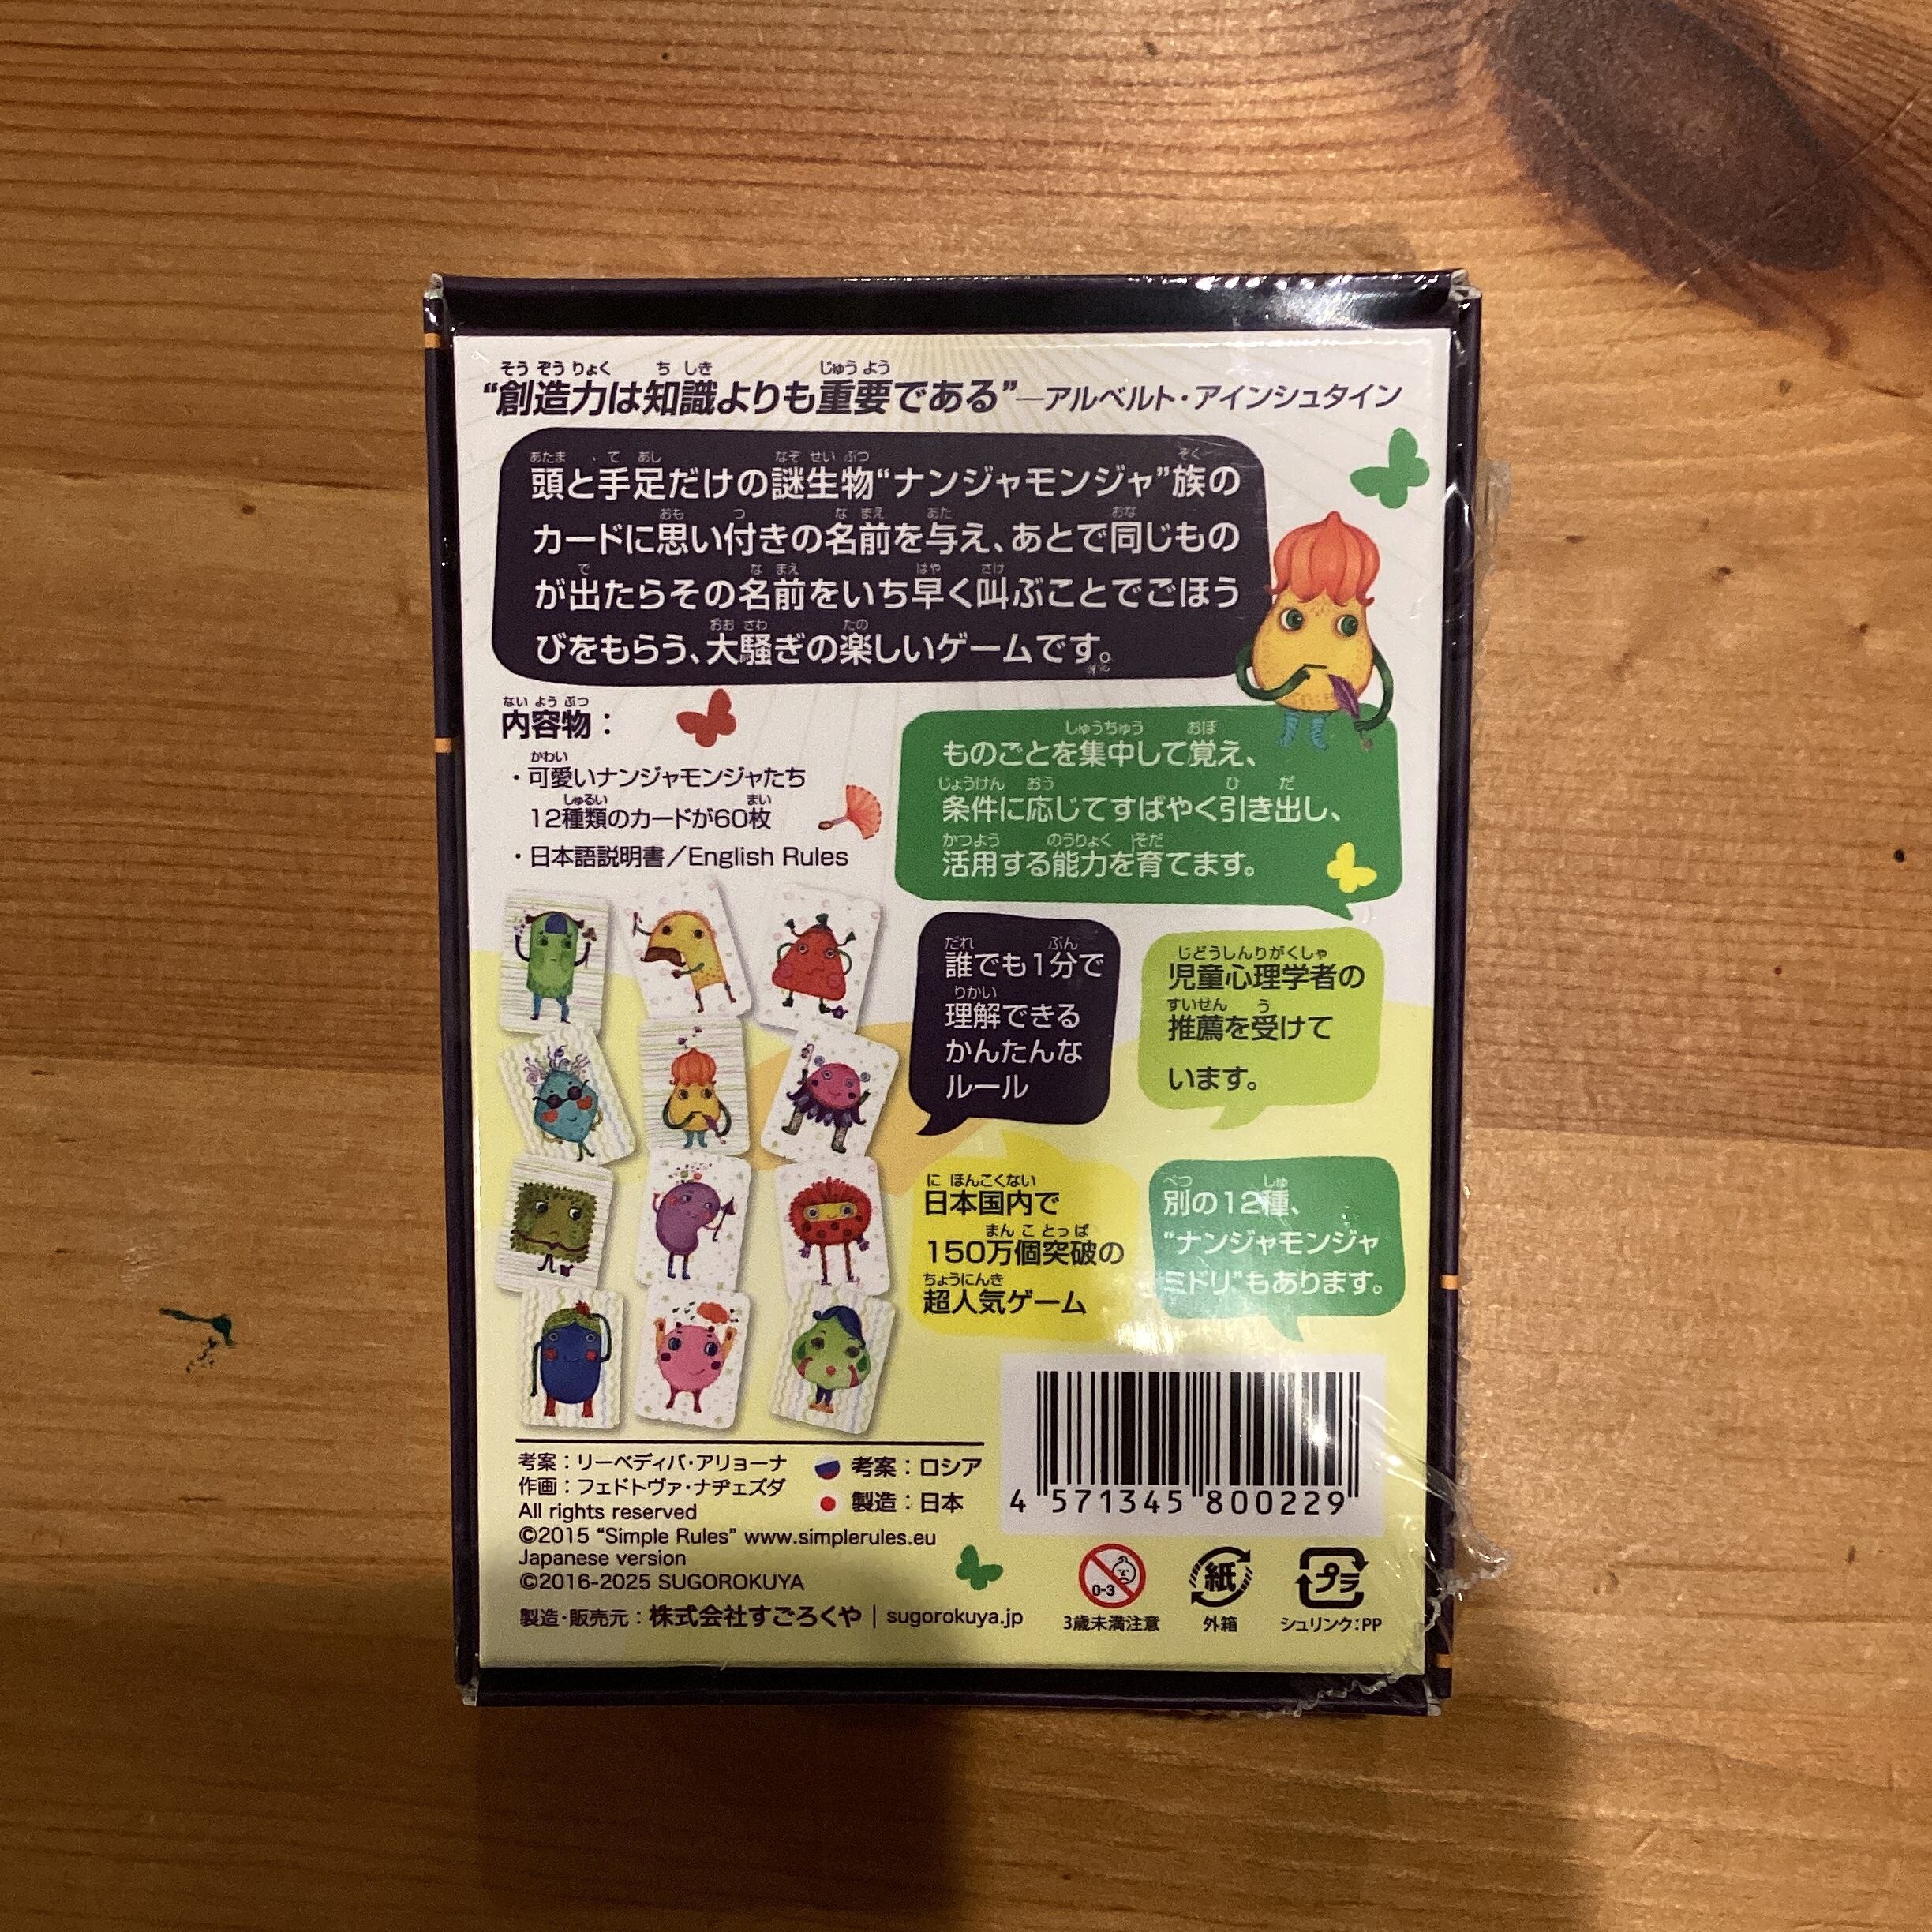 “創造力は知識よりも重要である”―アルベルト・アインシュタイン
頭と手足だけの謎生物“ナンジャモンジャ”族の
カードに思い付きの名前を与え、あとで同じもの
が出たらその名前をいち早く叫ぶことでごほう
びをもらう、大騒ぎの楽しいゲームです。
内容物：
・可愛いナンジャモンジャたち
12種類のカードが60枚
・日本語説明書／English Rules
ものごとを集中して覚え、
条件に応じてすばやく引き出し、
活用する能力を育てます。
誰でも1分で
理解できる
かんたんな
ルール
児童心理学者の
推薦を受けて
います。
日本国内で
150万個突破の
超人気ゲーム
別の12種、
“ナンジャモンジャ
ミドリ”もあります。
考案：リーベディバ・アリョーナ
作画：フェドトヴァ・ナヂェズダ
All rights reserved
©2015 “Simple Rules” www.simplerules.eu
Japanese version
©2016-2025 SUGOROKUYA
製造・販売元：株式会社すごろくや｜sugorokuya.jp
考案：ロシア
製造：日本
4 571345 800229
0-3
3歳未満注意
紙
外箱
プラ
シュリンク：PP